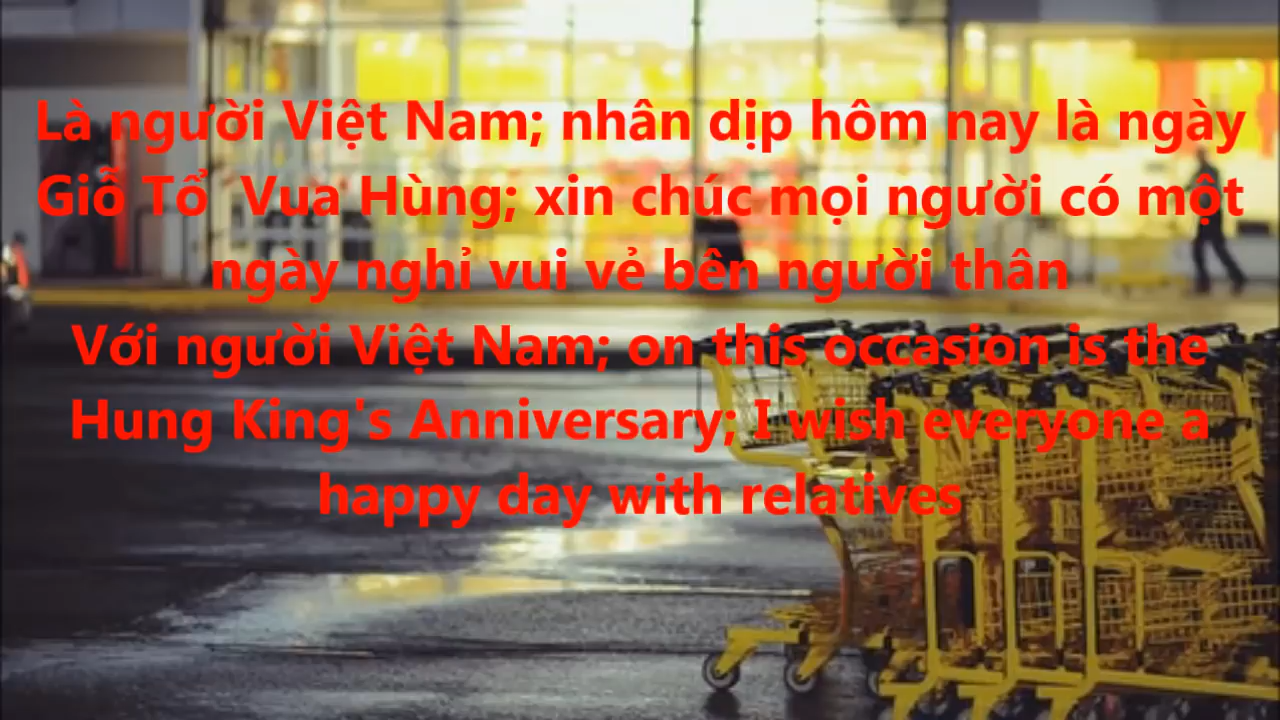 Là người Việt Nam; nhân dịp hôm nay là ngày
Giỗ Tổ  Vua Hùng; xin chúc mọi người có một
ngày nghỉ vui vẻ bên người thân
Với người Việt Nam; on this occasion is the
Hung King's Anniversary; I wish everyone a
happy day with relatives